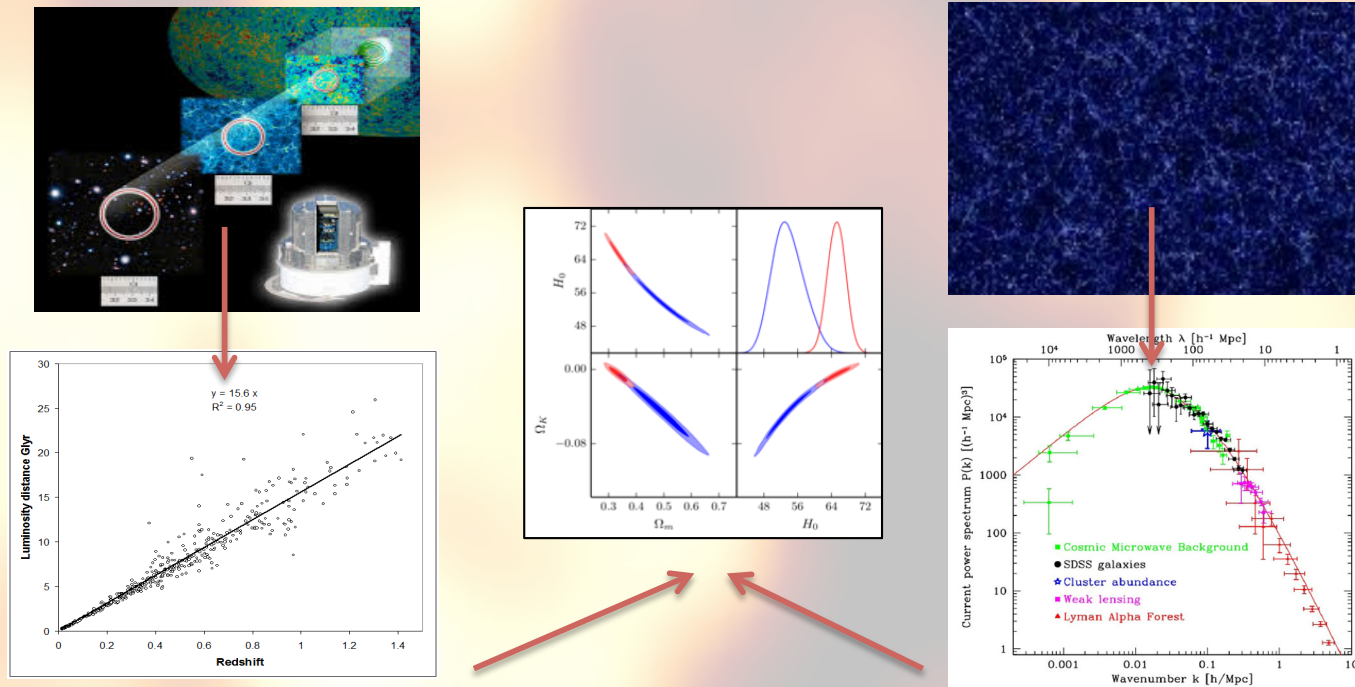 30
25
20
15
10
5
0
y = 15.6 x
R² = 0.95
Luminosity distance Glyr
0 0.2 0.4 0.6 0.8 1 1.2 1.4
Redshift
72
64
56
48
H₀
0.00
−0.08
Ω_K
0.3 0.4 0.5 0.6 0.7
48 56 64 72
Ω_m
H₀
Wavelength λ [h⁻¹ Mpc]
10⁴ 1000 100 10 1
10⁵
10⁴
1000
100
10
1
Current power spectrum P(k) [(h⁻¹ Mpc)³]
Cosmic Microwave Background
SDSS galaxies
Cluster abundance
Weak lensing
Lyman Alpha Forest
0.001 0.01 0.1 1 10
Wavenumber k [h/Mpc]